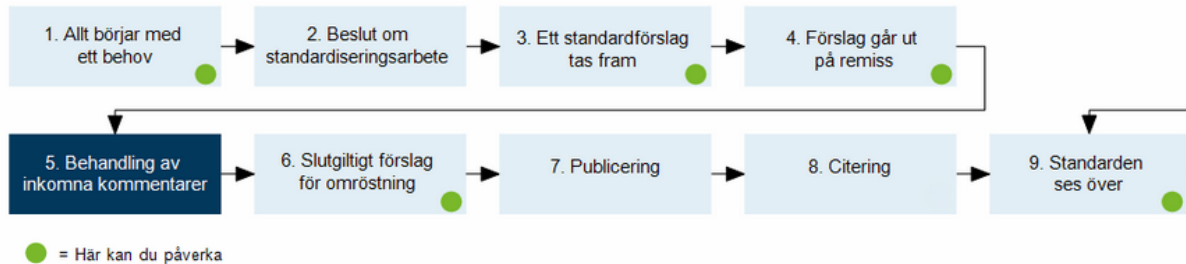 1. Allt börjar med
ett behov
2. Beslut om
standardiseringsarbete
3. Ett standardförslag
tas fram
4. Förslag går ut
på remiss
5. Behandling av
inkomna kommentarer
6. Slutgiltigt förslag
för omröstning
7. Publicering
8. Citering
9. Standarden
ses över
= Här kan du påverka